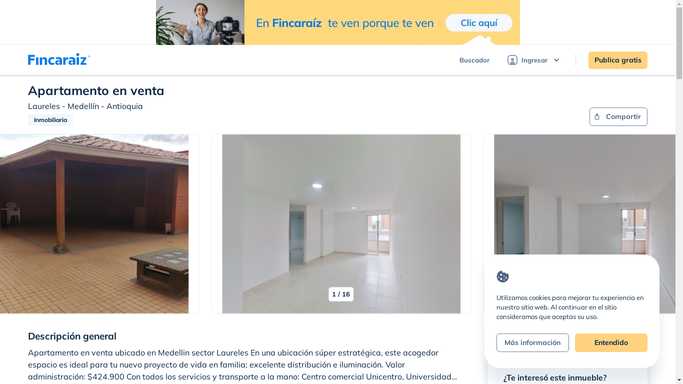 En Fincaraíz te ven porque te ven
Clic aquí
Fincaraiz
Buscador
Ingresar
Publica gratis
Apartamento en venta
Laureles - Medellín - Antioquia
Inmobiliaria
Compartir
1 / 16
Descripción general
Apartamento en venta ubicado en Medellin sector Laureles En una ubicación súper estratégica, este acogedor
espacio es ideal para tu nuevo proyecto de vida en familia: excelente distribución e iluminación. Valor
administración: $424.900 Con todos los servicios y transporte a la mano: Centro comercial Unicentro, Universidad...
Utilizamos cookies para mejorar tu experiencia en
nuestro sitio web. Al continuar en el sitio
consideramos que aceptas su uso.
Más información
Entendido
¿Te interesó este inmueble?